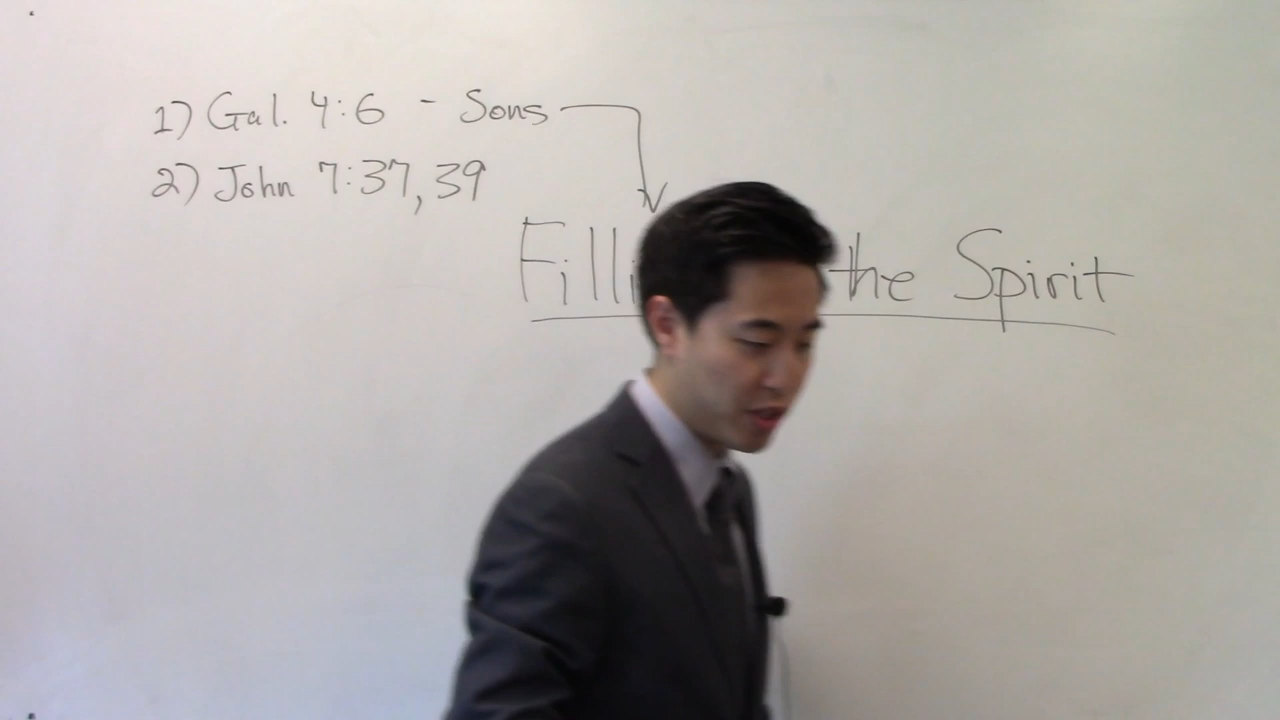 1) Gal. 4:6 - Sons
2) John 7:37, 39
the Spirit